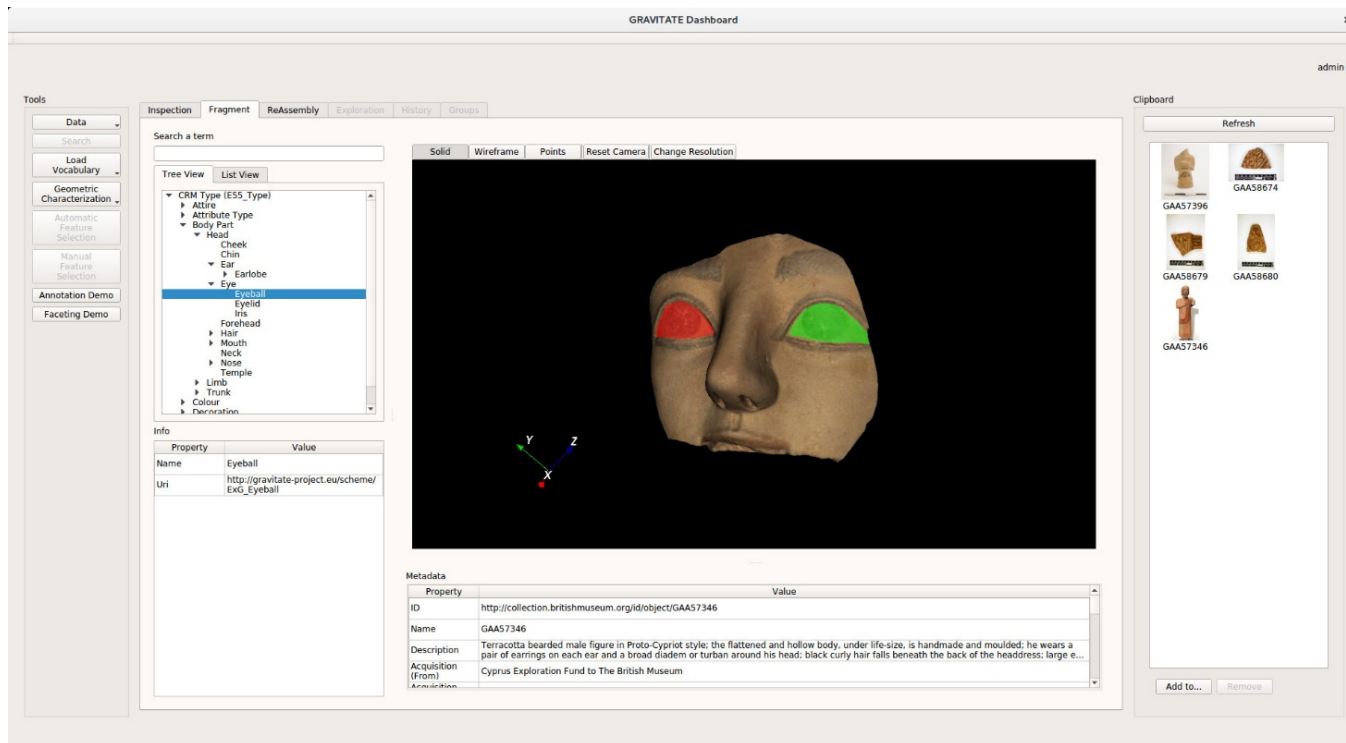 GRAVITATE Dashboard
admin
Tools
Data
Search
Load
Vocabulary
Geometric
Characterization
Automatic
Feature
Selection
Manual
Feature
Selection
Annotation Demo
Faceting Demo
Inspection Fragment ReAssembly Exploration History Groups
Search a term
Tree View List View
CRM Type (E55_Type)
Attire
Attribute Type
Body Part
Head
Cheek
Chin
Ear
Earlobe
Eye
Eyeball
Eyelid
Iris
Forehead
Hair
Mouth
Neck
Nose
Temple
Limb
Trunk
Colour
Decoration
Info
Property Value
Name Eyeball
Uri http://gravitate-project.eu/scheme/
ExG_Eyeball
Solid Wireframe Points Reset Camera Change Resolution
Y Z
X
Metadata
Property Value
ID http://collection.britishmuseum.org/id/object/GAA57346
Name GAA57346
Description Terracotta bearded male figure in Proto-Cypriot style; the flattened and hollow body, under life-size, is handmade and moulded; he wears a
pair of earrings on each ear and a broad diadem or turban around his head; black curly hair falls beneath the back of the headdress; large e...
Acquisition
(From) Cyprus Exploration Fund to The British Museum
Acquisition
Clipboard
Refresh
GAA57396
GAA58674
GAA58679 GAA58680
GAA57346
Add to... Remove